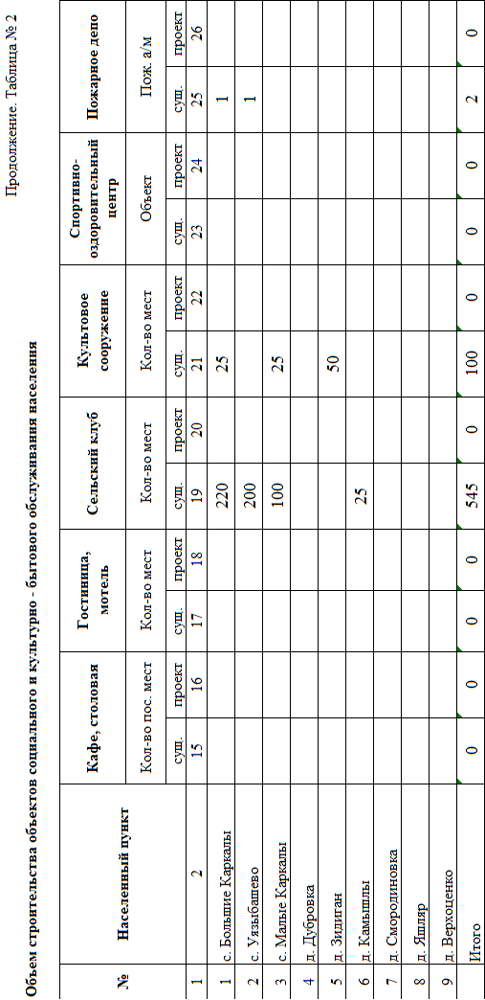 Продолжение. Таблица № 2
Объем строительства объектов социального и культурно - бытового обслуживания населения
№ Населенный пункт Кафе, столовая Гостиница, мотель Сельский клуб Культовое сооружение Спортивно-оздоровительный центр Пожарное депо
Кол-во пос. мест Кол-во мест Кол-во мест Кол-во мест Объект Пож. а/м
сущ. проект сущ. проект сущ. проект сущ. проект сущ. проект сущ. проект
1 2 15 16 17 18 19 20 21 22 23 24 25 26
1 с. Большие Каркалы 220 25 1
2 с. Уязыбашево 200 1
3 с. Малые Каркалы 100 25
4 д. Дубровка
5 д. Зидиган 50
6 д. Камышлы 25
7 д. Смородиновка
8 д. Яшляр
9 д. Верхоценко
Итого 0 0 0 0 545 0 100 0 0 0 2 0